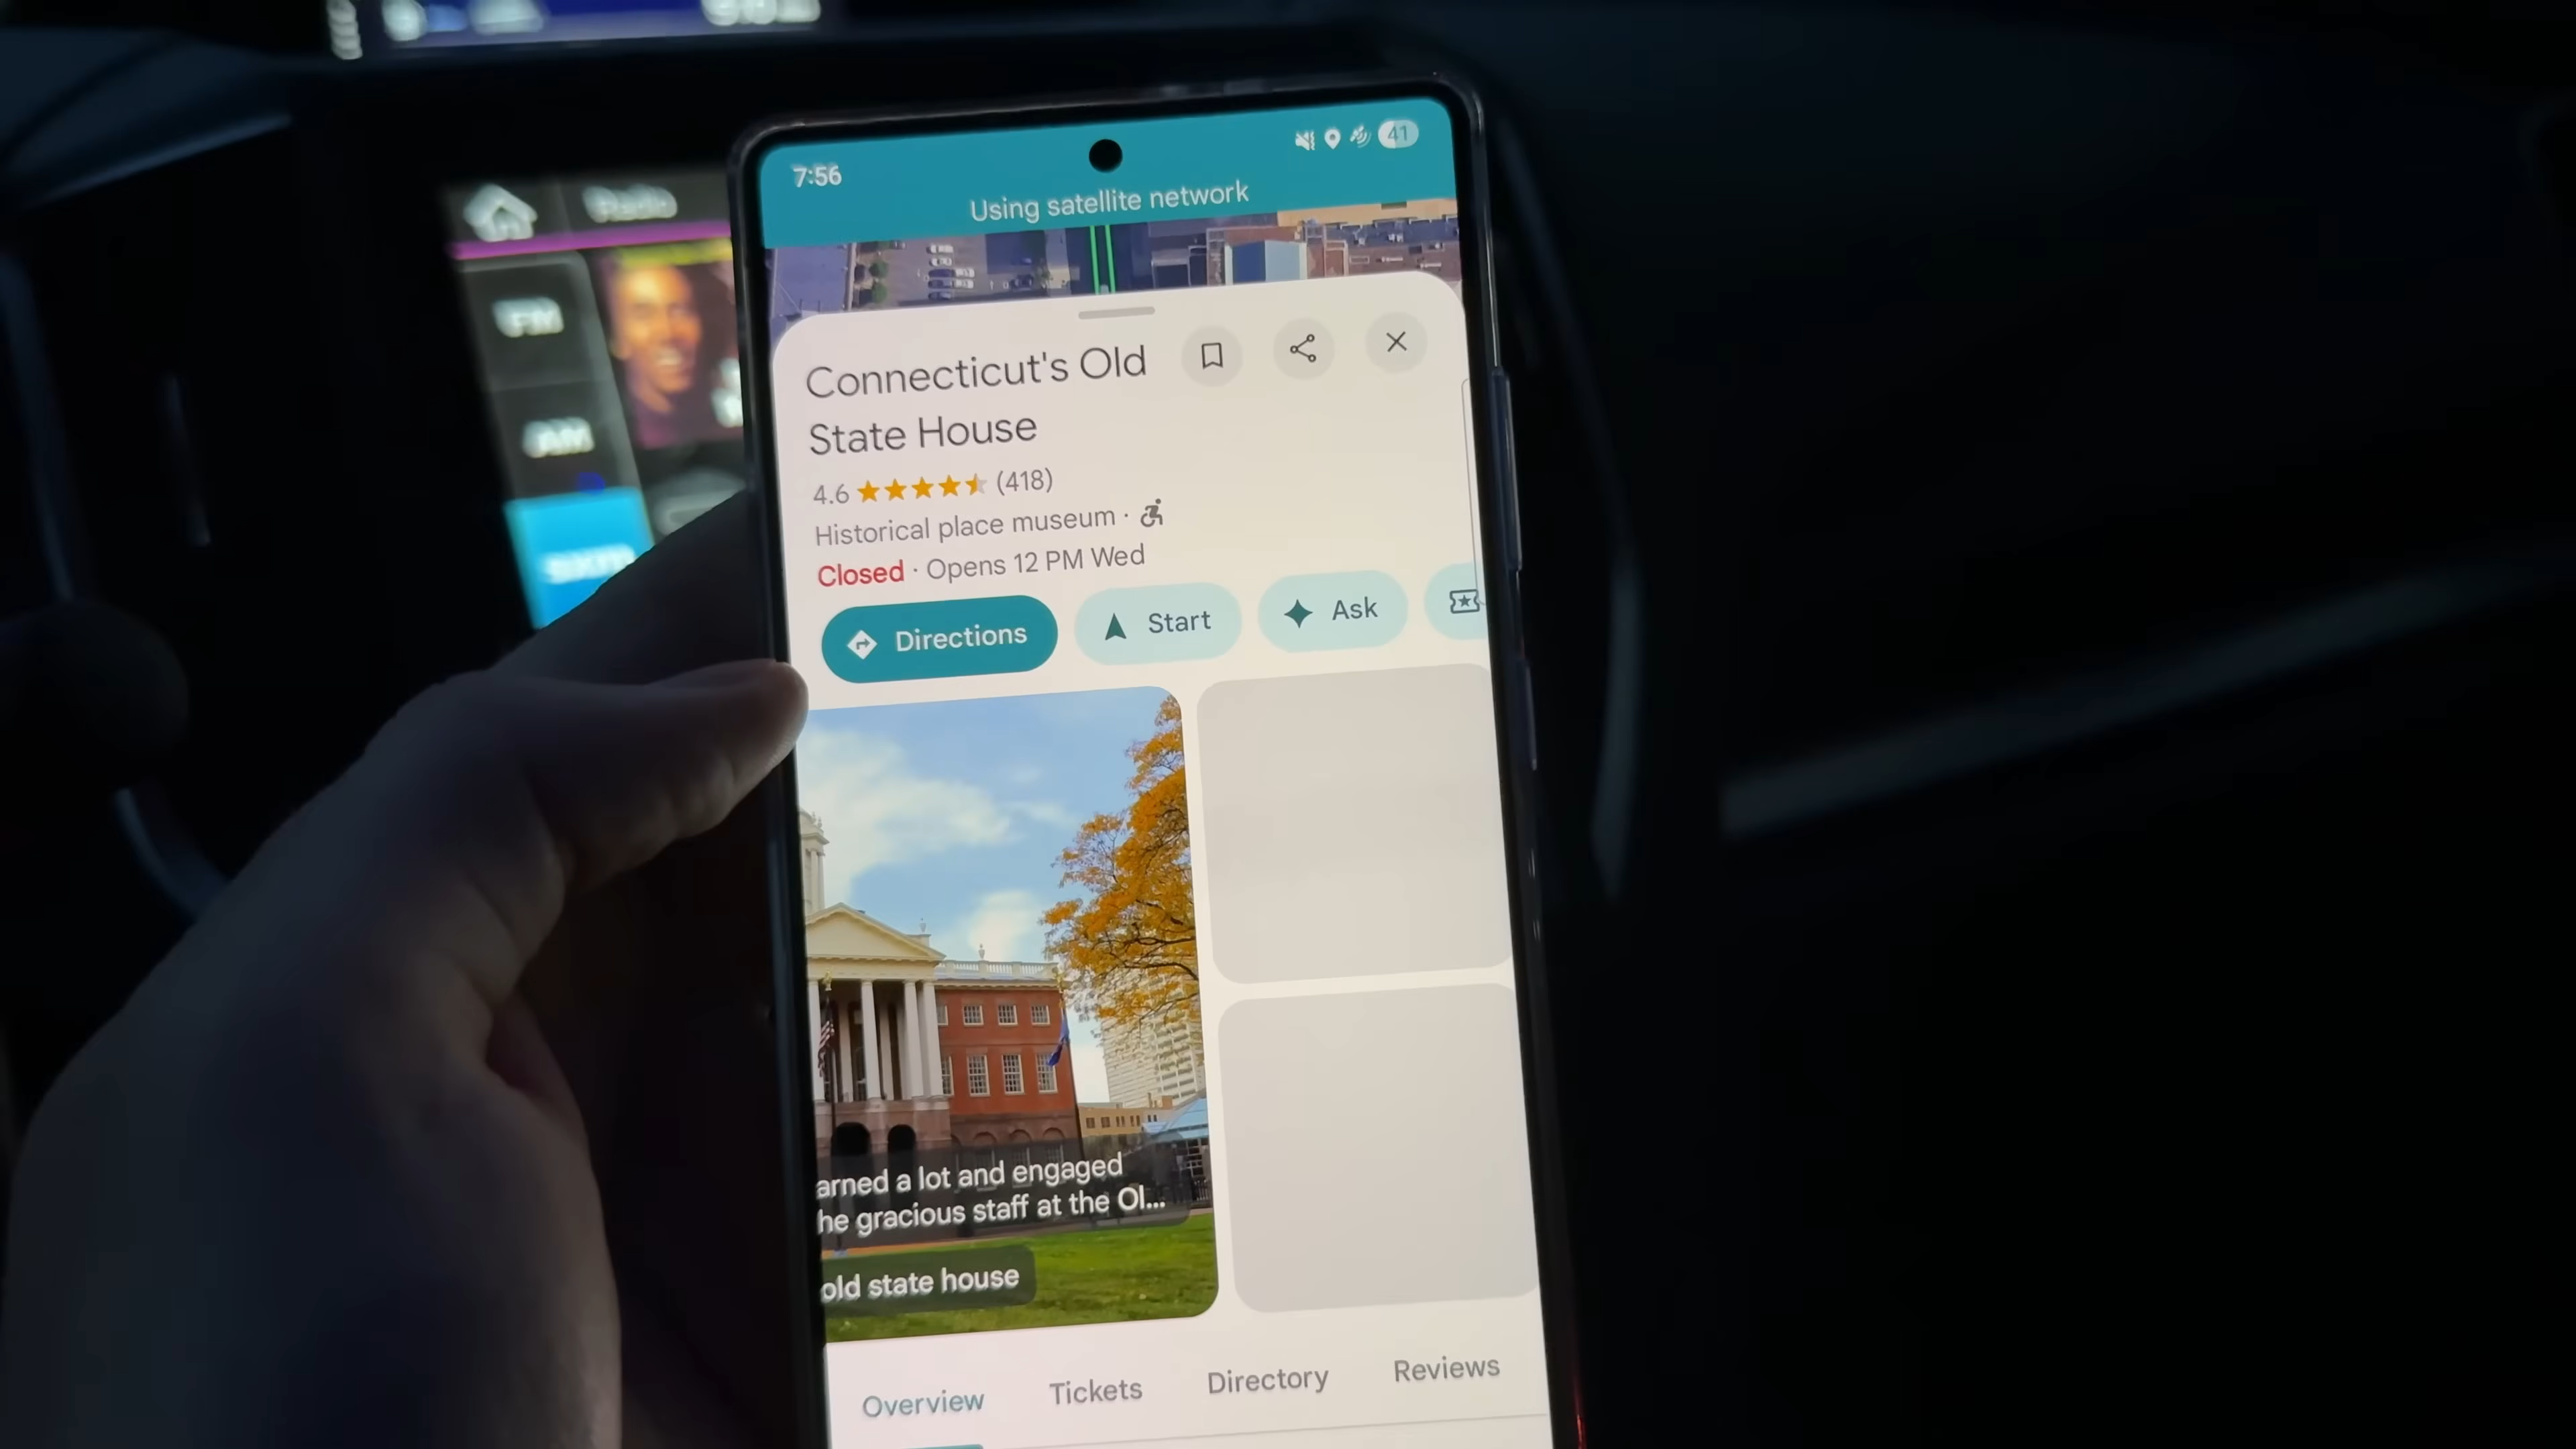 Radio
FM
AM
7:56
41
Using satellite network
Connecticut's Old
State House
4.6 (418)
Historical place museum ·
Closed · Opens 12 PM Wed
Directions
Start
Ask
arned a lot and engaged
he gracious staff at the Ol...
old state house
Overview
Tickets
Directory
Reviews